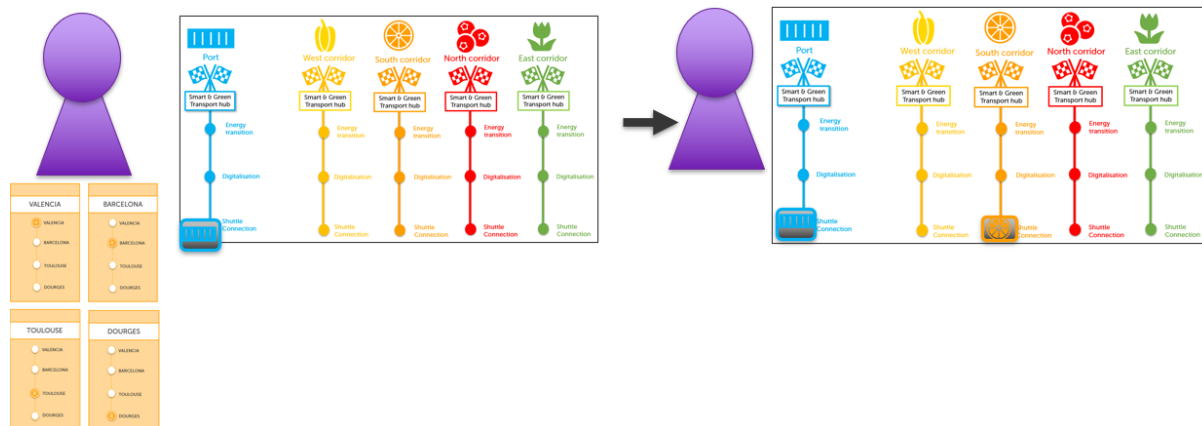 Port
West corridor
South corridor
North corridor
East corridor
Smart & Green
Transport hub
Smart & Green
Transport hub
Smart & Green
Transport hub
Smart & Green
Transport hub
Smart & Green
Transport hub
Energy
transition
Energy
transition
Energy
transition
Energy
transition
Energy
transition
Digitalisation
Digitalisation
Digitalisation
Digitalisation
Digitalisation
Shuttle
Connection
Shuttle
Connection
Shuttle
Connection
Shuttle
Connection
Shuttle
Connection
VALENCIA
VALENCIA
BARCELONA
TOULOUSE
DOURGES
BARCELONA
VALENCIA
BARCELONA
TOULOUSE
DOURGES
TOULOUSE
VALENCIA
BARCELONA
TOULOUSE
DOURGES
DOURGES
VALENCIA
BARCELONA
TOULOUSE
DOURGES
Port
West corridor
South corridor
North corridor
East corridor
Smart & Green
Transport hub
Smart & Green
Transport hub
Smart & Green
Transport hub
Smart & Green
Transport hub
Smart & Green
Transport hub
Energy
transition
Energy
transition
Energy
transition
Energy
transition
Energy
transition
Digitalisation
Digitalisation
Digitalisation
Digitalisation
Digitalisation
Shuttle
Connection
Shuttle
Connection
Shuttle
Connection
Shuttle
Connection
Shuttle
Connection